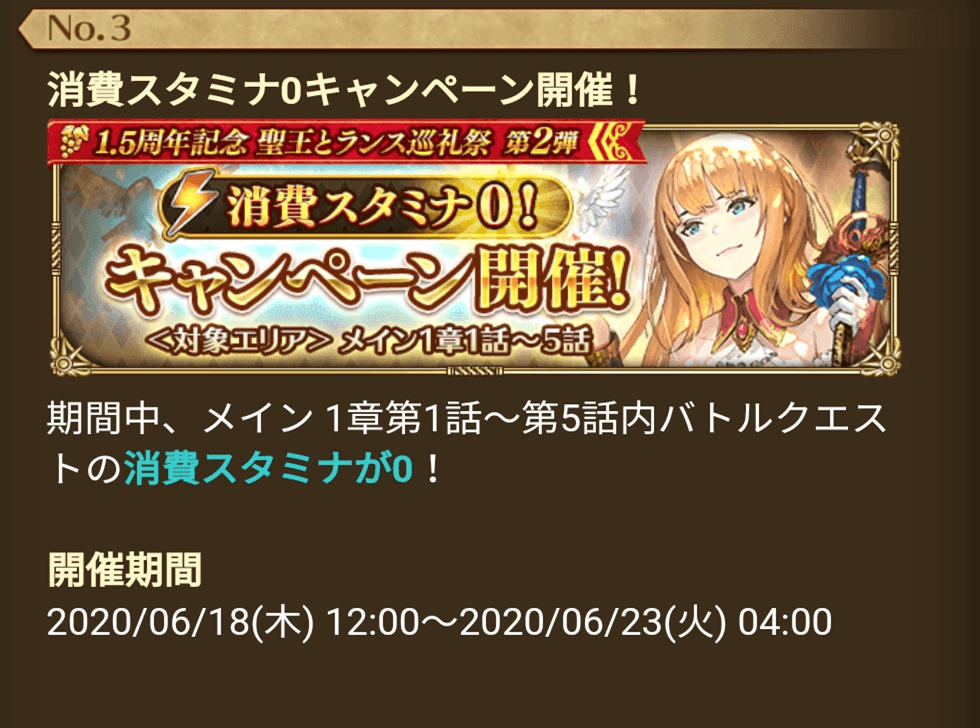 No.3
消費スタミナ0キャンペーン開催！
1.5周年記念 聖王とランス巡礼祭 第2弾
消費スタミナ0!
キャンペーン開催!
＜対象エリア＞ メイン1章1話～5話
期間中、メイン 1章第1話～第5話内バトルクエス
トの消費スタミナが0！
開催期間
2020/06/18(木) 12:00～2020/06/23(火) 04:00